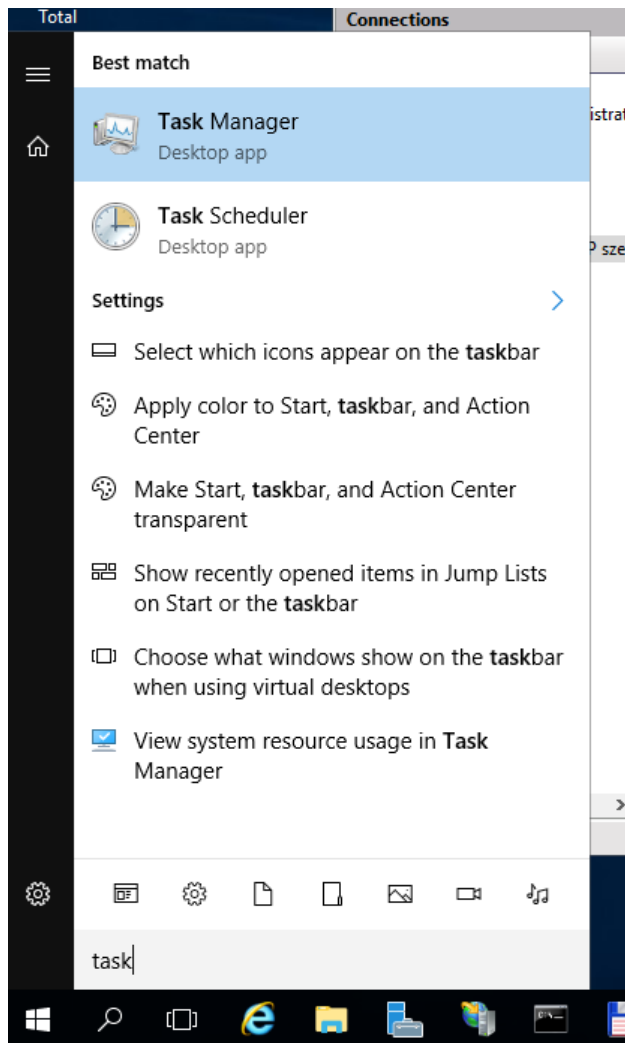 Total
Connections
Best match
Task Manager
Desktop app
istrat
Task Scheduler
Desktop app
P sze
Settings
Select which icons appear on the taskbar
Apply color to Start, taskbar, and Action
Center
Make Start, taskbar, and Action Center
transparent
Show recently opened items in Jump Lists
on Start or the taskbar
Choose what windows show on the taskbar
when using virtual desktops
View system resource usage in Task
Manager
task